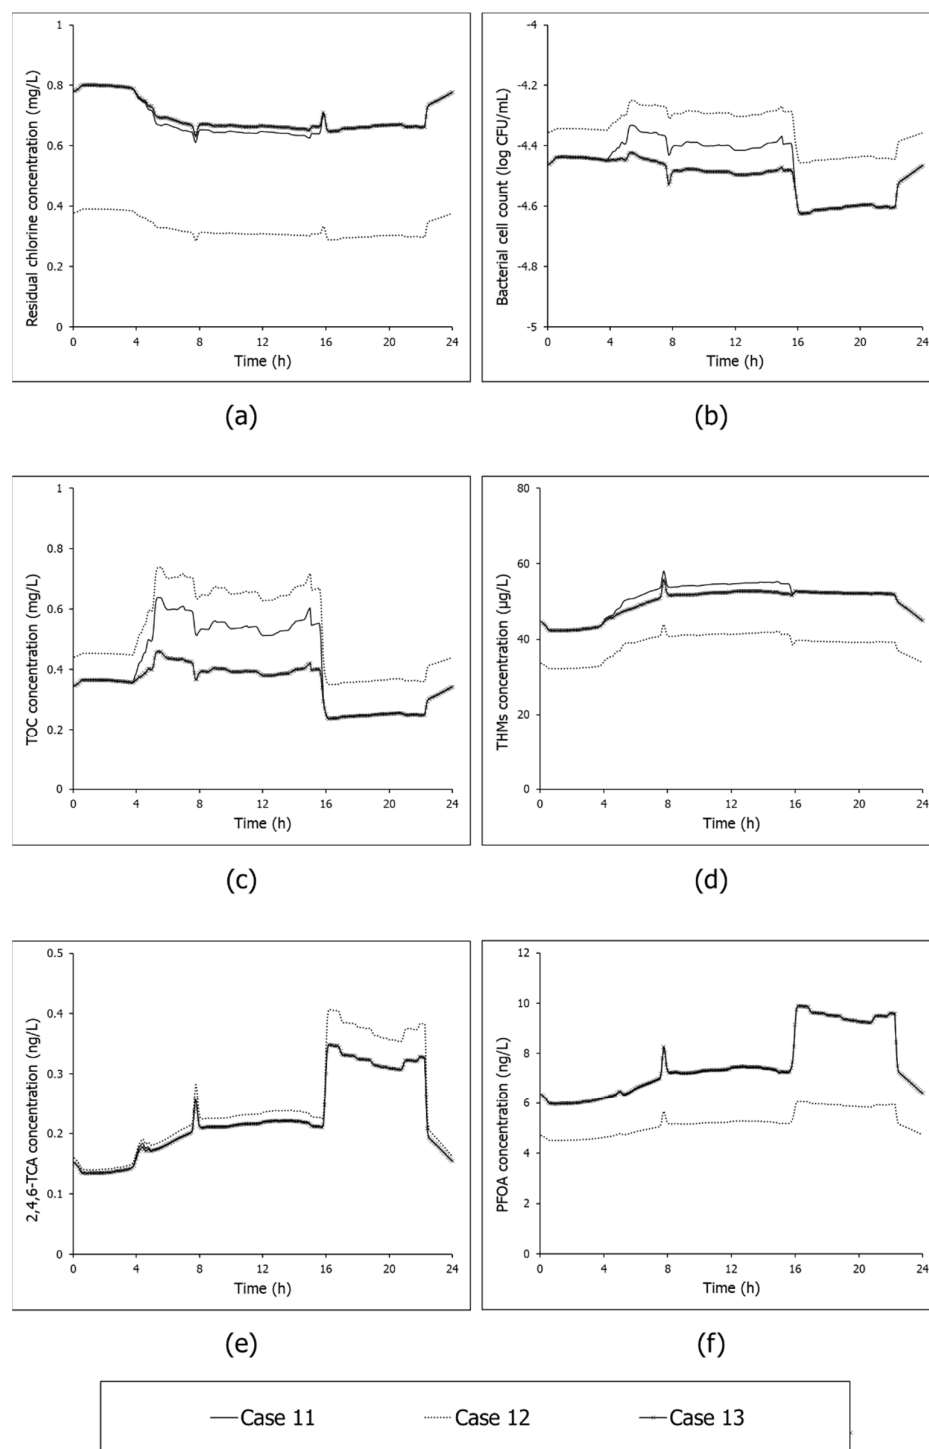 1
0.8
0.6
0.4
0.2
0
Residual chlorine concentration (mg/L)
0 4 8 12 16 20 24
Time (h)
(a)
-4
-4.2
-4.4
-4.6
-4.8
-5
Bacterial cell count (log CFU/mL)
0 4 8 12 16 20 24
Time (h)
(b)
1
0.8
0.6
0.4
0.2
0
TOC concentration (mg/L)
0 4 8 12 16 20 24
Time (h)
(c)
80
60
40
20
0
THMs concentration (µg/L)
0 4 8 12 16 20 24
Time (h)
(d)
0.5
0.4
0.3
0.2
0.1
0
2,4,6-TCA concentration (ng/L)
0 4 8 12 16 20 24
Time (h)
(e)
12
10
8
6
4
2
0
PFOA concentration (ng/L)
0 4 8 12 16 20 24
Time (h)
(f)
Case 11 Case 12 Case 13